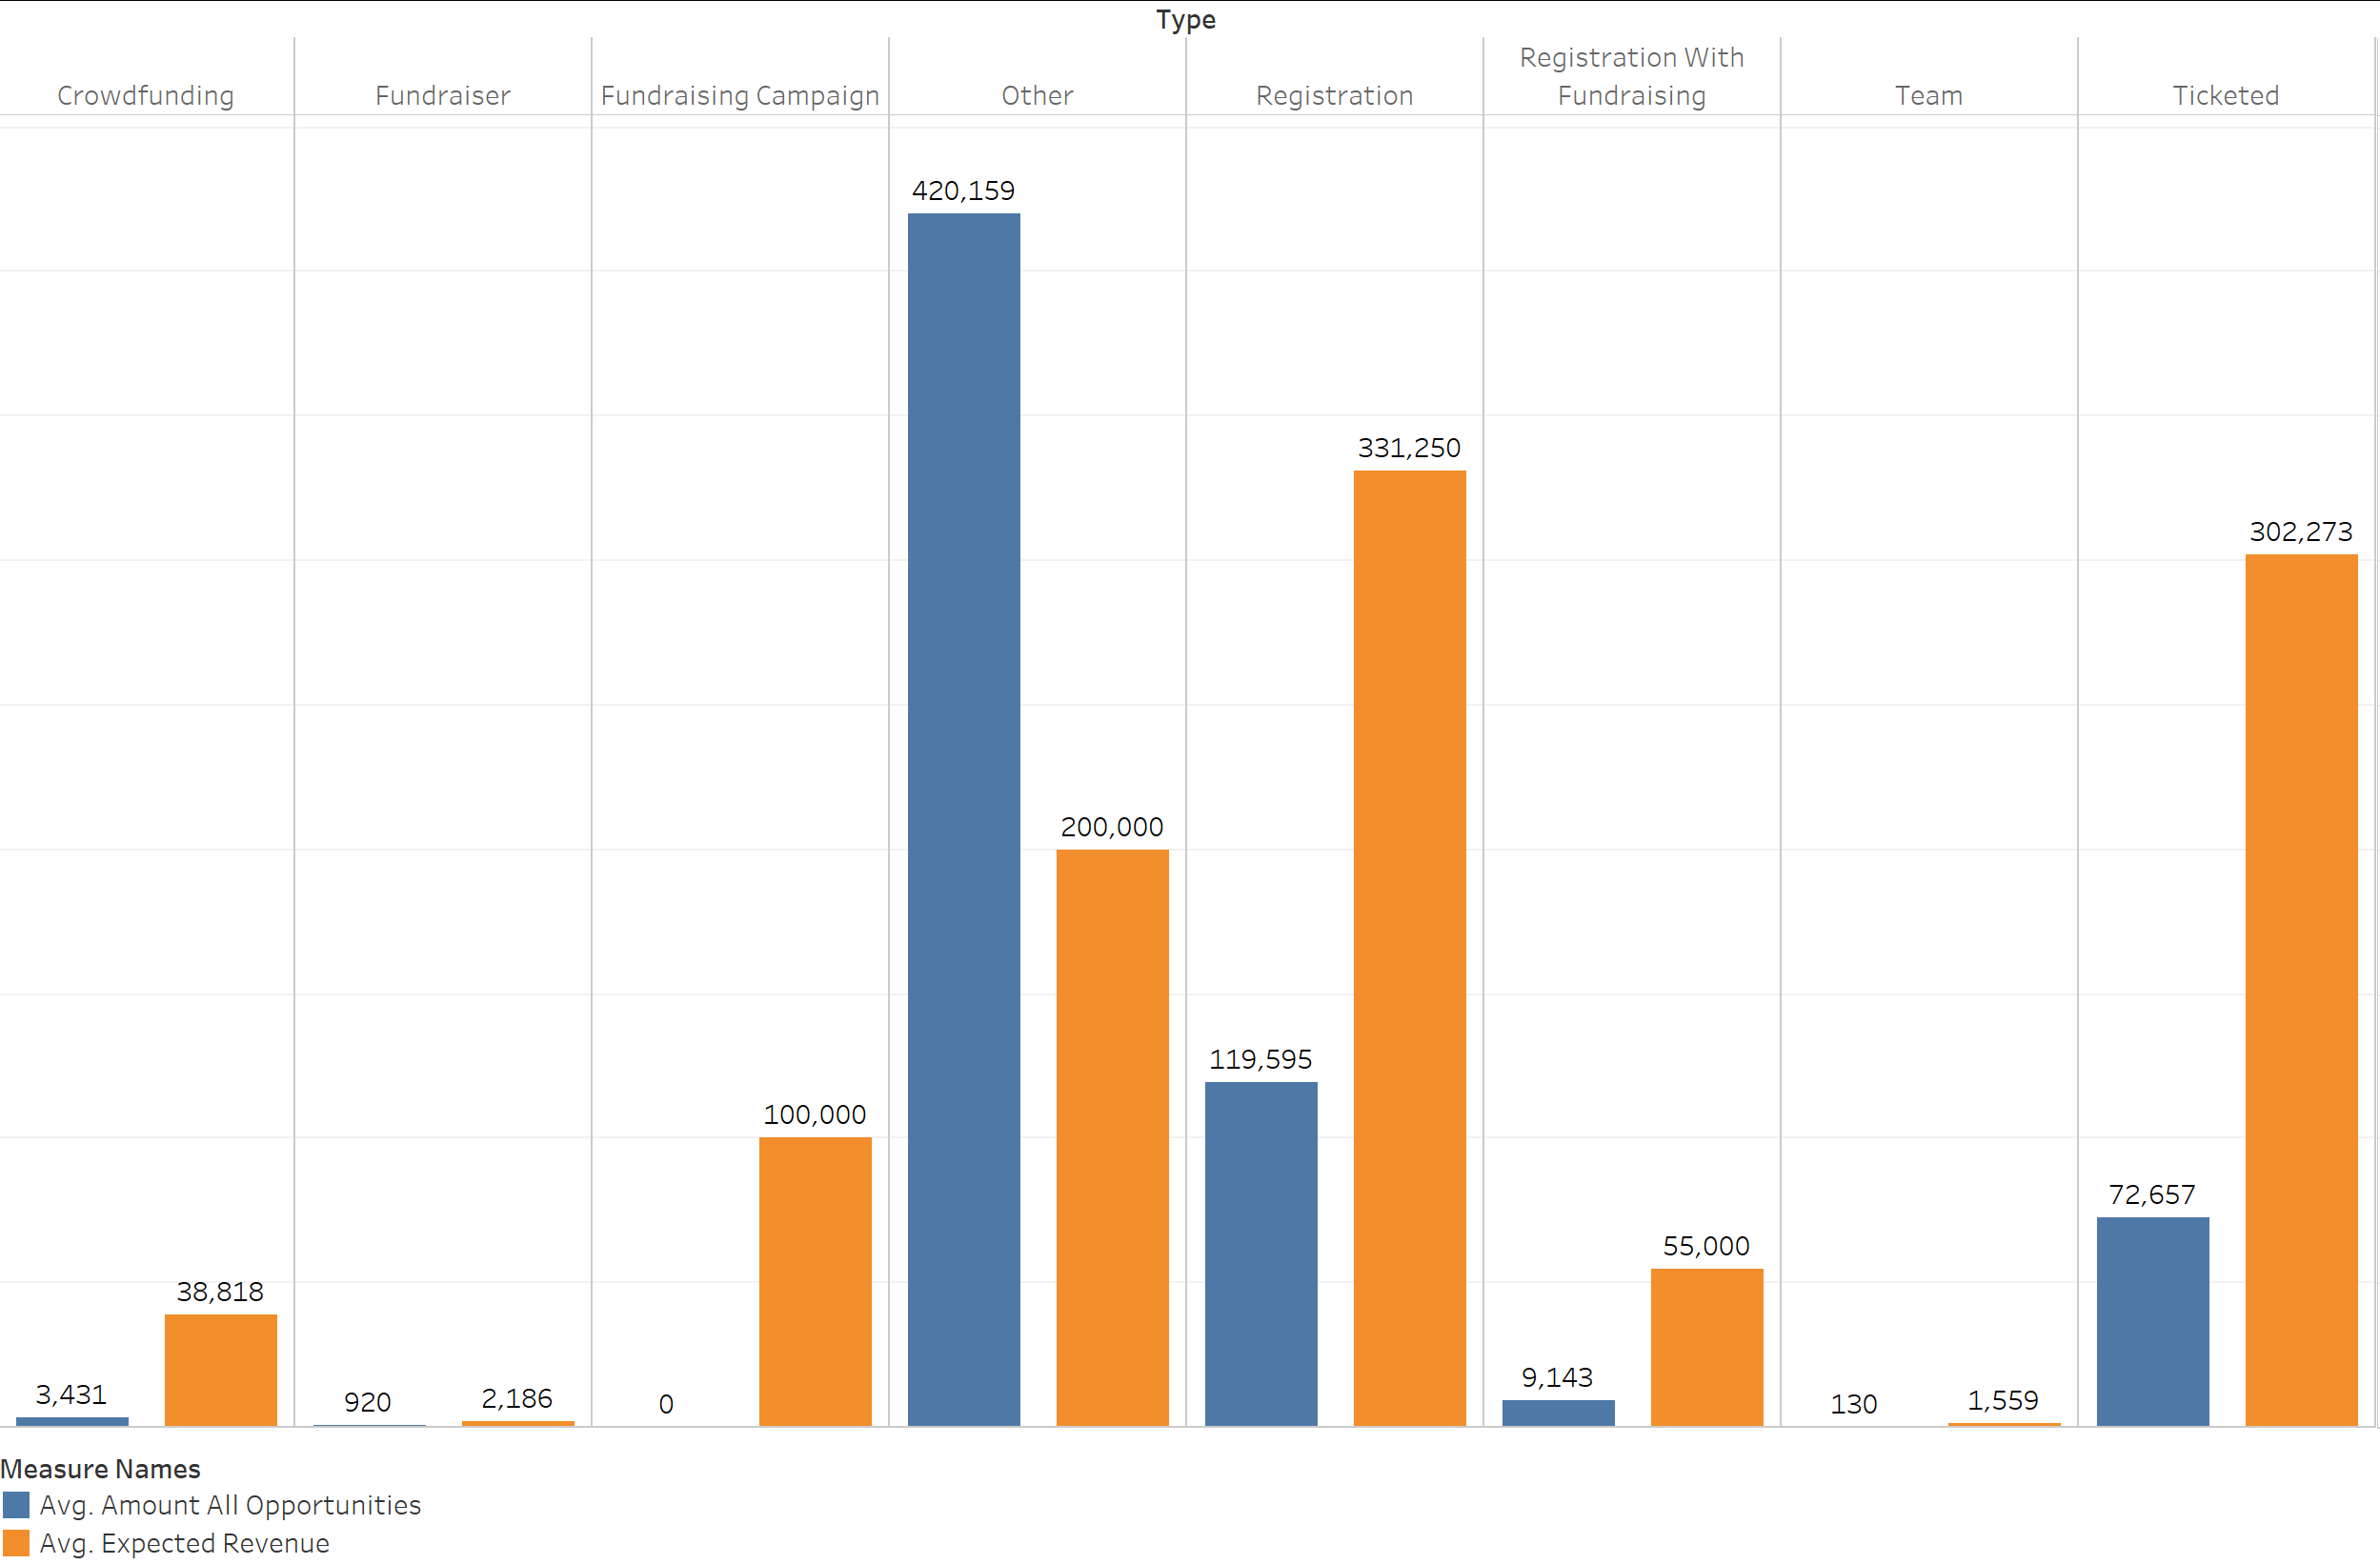 Type
Crowdfunding
Fundraiser
Fundraising Campaign
Other
Registration
Registration With
Fundraising
Team
Ticketed
420,159
331,250
302,273
200,000
119,595
100,000
72,657
55,000
38,818
9,143
3,431
920
2,186
0
130
1,559
Measure Names
Avg. Amount All Opportunities
Avg. Expected Revenue